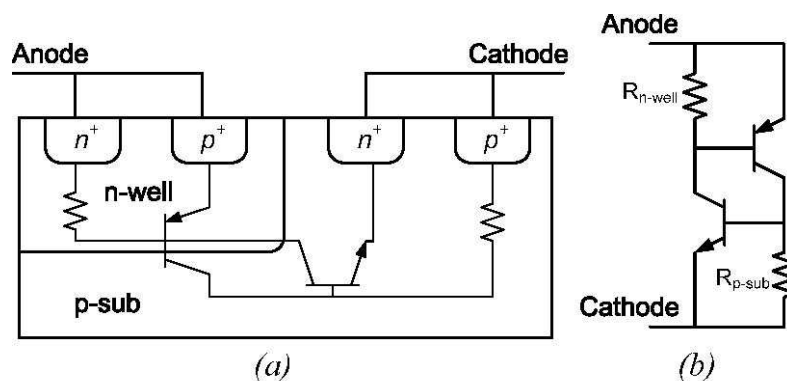 Anode
Cathode
n+
p+
n+
p+
n-well
p-sub
(a)
Anode
Rn-well
Rp-sub
Cathode
(b)